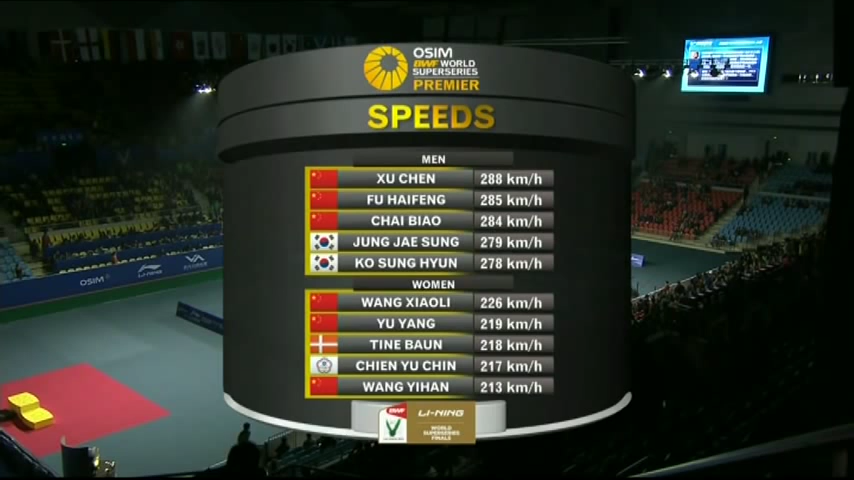 OSIM
BWF WORLD
SUPERSERIES
PREMIER
SPEEDS
MEN
XU CHEN 288 km/h
FU HAIFENG 285 km/h
CHAI BIAO 284 km/h
JUNG JAE SUNG 279 km/h
KO SUNG HYUN 278 km/h
WOMEN
WANG XIAOLI 226 km/h
YU YANG 219 km/h
TINE BAUN 218 km/h
CHIEN YU CHIN 217 km/h
WANG YIHAN 213 km/h
BWF
LI-NING
WORLD
SUPERSERIES
FINALS
OSIM
LI-NING